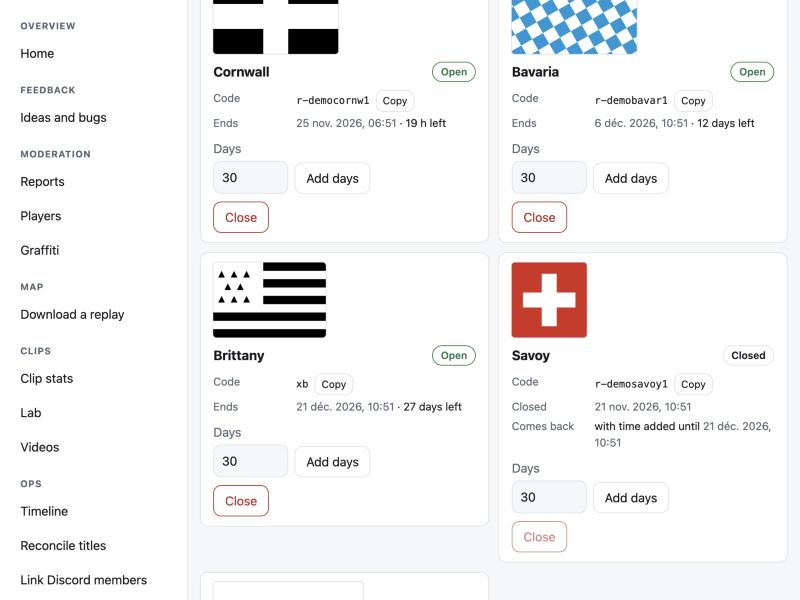 OVERVIEW
Home
FEEDBACK
Ideas and bugs
MODERATION
Reports
Players
Graffiti
MAP
Download a replay
CLIPS
Clip stats
Lab
Videos
OPS
Timeline
Reconcile titles
Link Discord members
Cornwall Open
Code r-democornw1 Copy
Ends 25 nov. 2026, 06:51 · 19 h left
Days
30 Add days
Close
Bavaria Open
Code r-demobavar1 Copy
Ends 6 déc. 2026, 10:51 · 12 days left
Days
30 Add days
Close
Brittany Open
Code xb Copy
Ends 21 déc. 2026, 10:51 · 27 days left
Days
30 Add days
Close
Savoy Closed
Code r-demosavoy1 Copy
Closed 21 nov. 2026, 10:51
Comes back with time added until 21 déc. 2026,
10:51
Days
30 Add days
Close